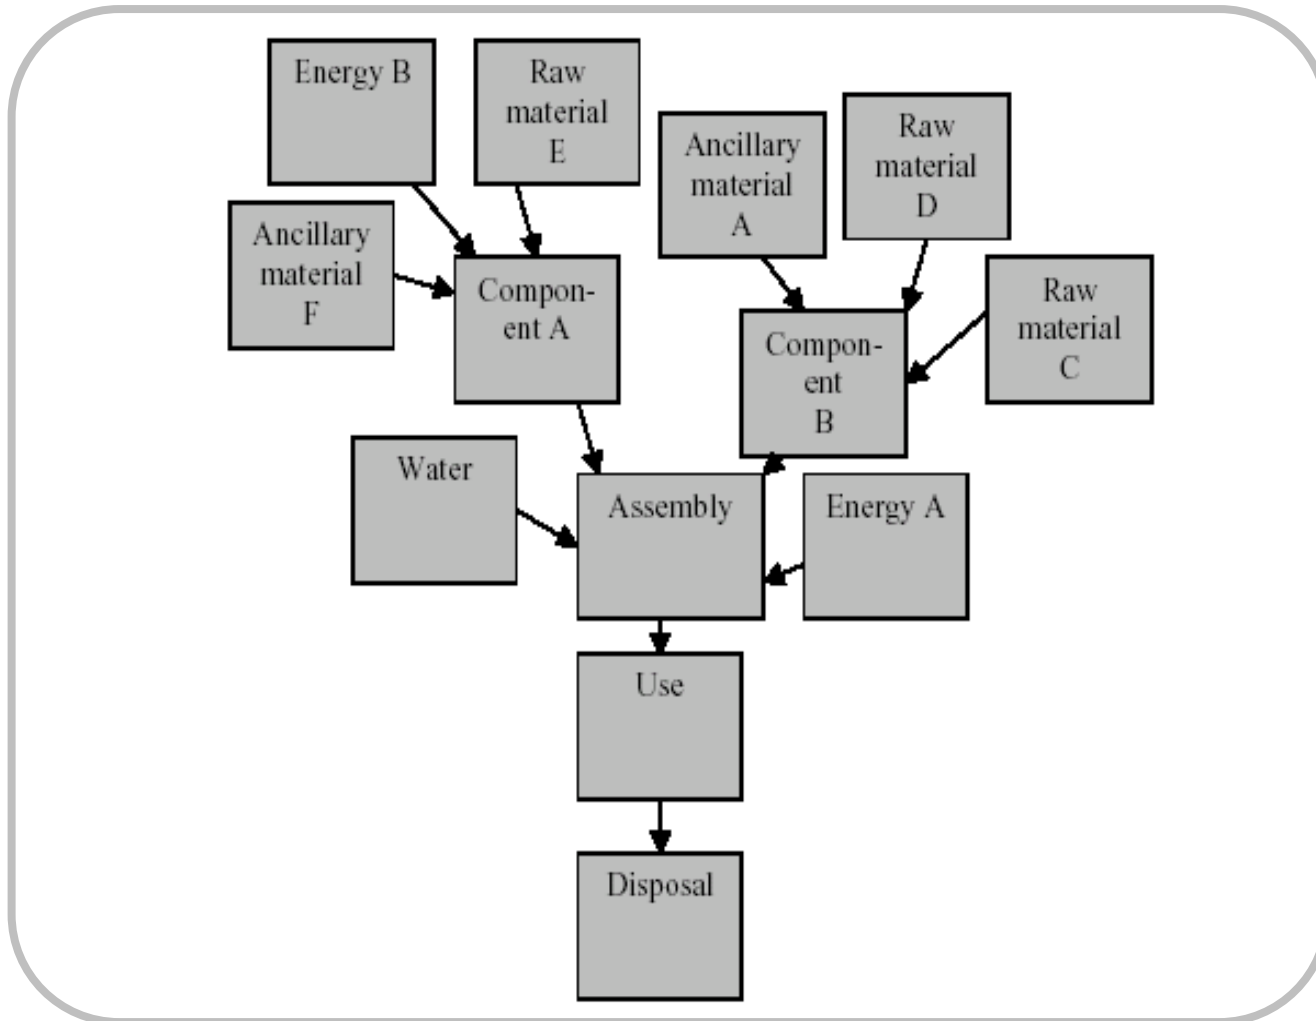 Energy B
Raw
material
E
Ancillary
material
A
Raw
material
D
Ancillary
material
F
Compon-
ent A
Raw
material
C
Compon-
ent
B
Water
Assembly
Energy A
Use
Disposal